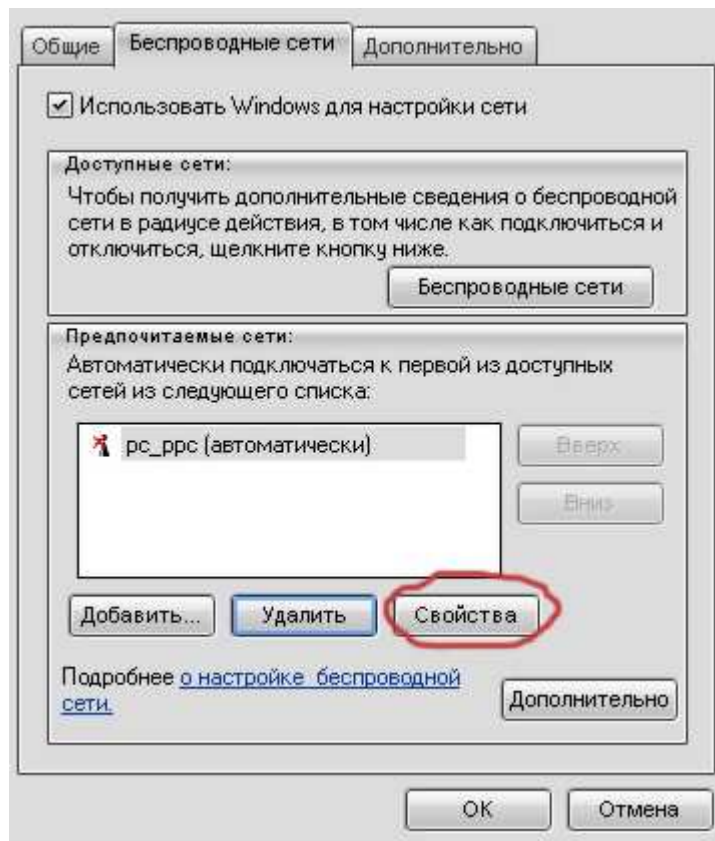 Общие
Беспроводные сети
Дополнительно
Использовать Windows для настройки сети
Доступные сети:
Чтобы получить дополнительные сведения о беспроводной
сети в радиусе действия, в том числе как подключиться и
отключиться, щелкните кнопку ниже.
Беспроводные сети
Предпочитаемые сети:
Автоматически подключаться к первой из доступных
сетей из следующего списка:
pc_ppc (автоматически)
Вверх
Вниз
Добавить...
Удалить
Свойства
Подробнее о настройке беспроводной
сети.
Дополнительно
ОК
Отмена